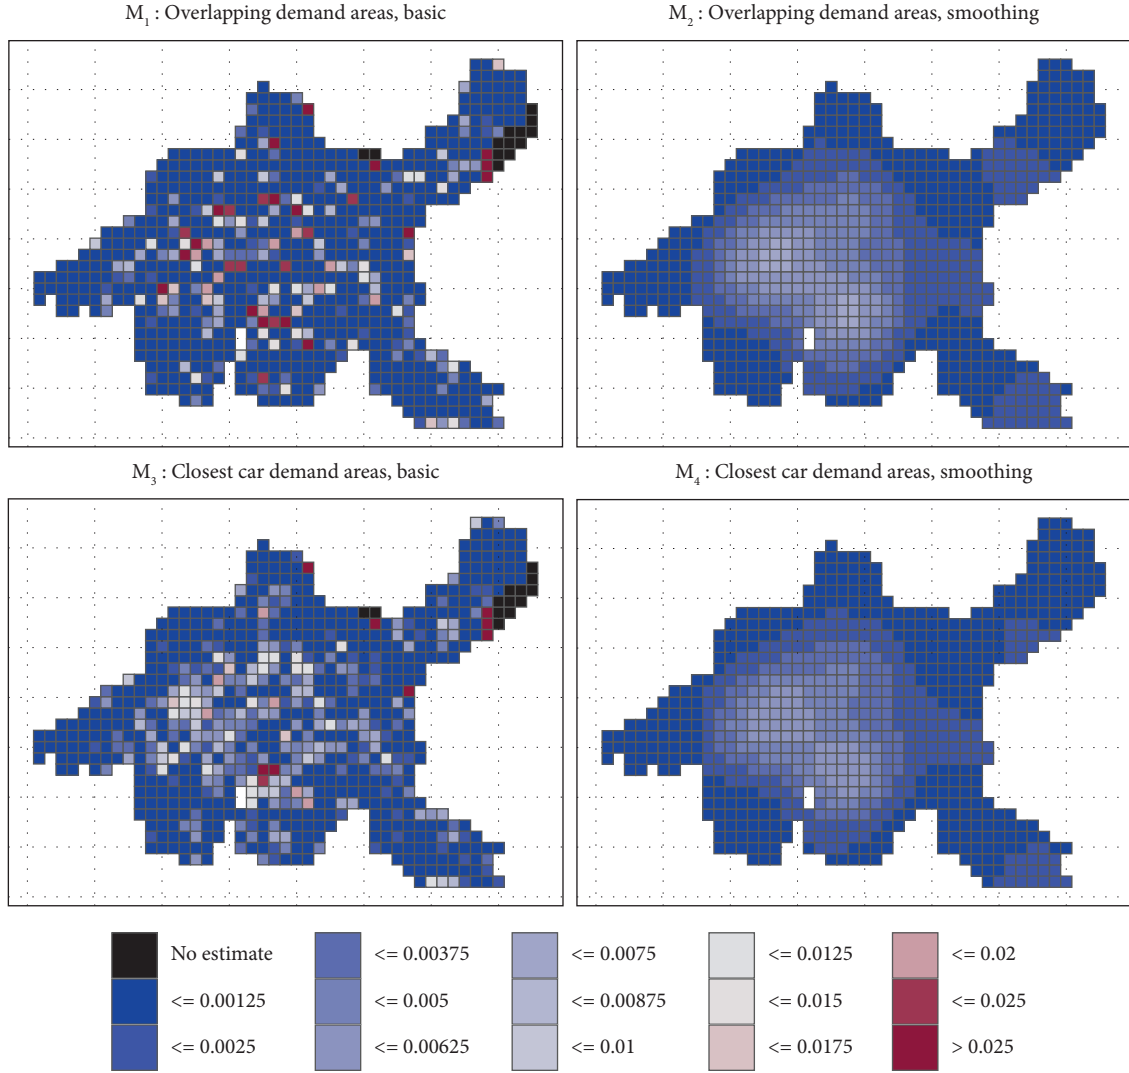 M1 : Overlapping demand areas, basic
M2 : Overlapping demand areas, smoothing
M3 : Closest car demand areas, basic
M4 : Closest car demand areas, smoothing
No estimate
<= 0.00125
<= 0.0025
<= 0.00375
<= 0.005
<= 0.00625
<= 0.0075
<= 0.00875
<= 0.01
<= 0.0125
<= 0.015
<= 0.0175
<= 0.02
<= 0.025
> 0.025